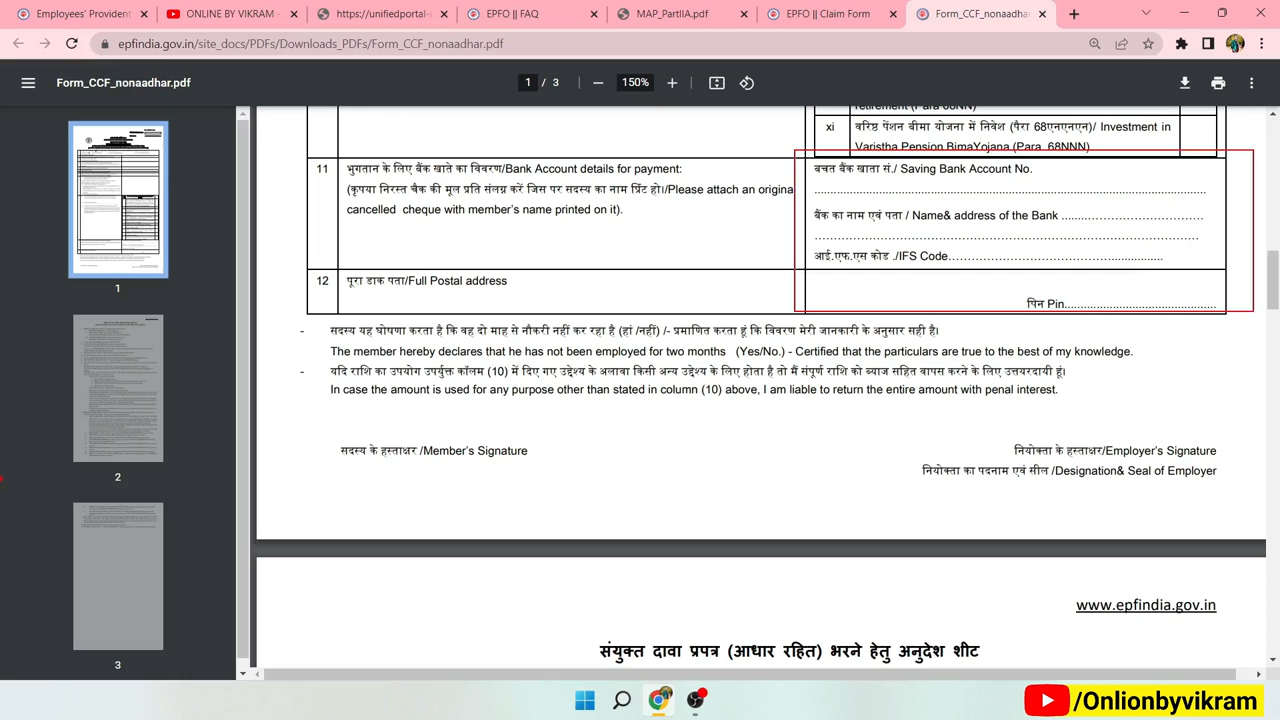 Employees' Provident
ONLINE BY VIKRAM -
https://unifiedportal-
EPFO || FAQ
MAP_PartIIA.pdf
EPFO || Claim Form
Form_CCF_nonaadhar
epfindia.gov.in/site_docs/PDFs/Downloads_PDFs/Form_CCF_nonaadhar.pdf
Form_CCF_nonaadhar.pdf
1 / 3
150%
retirement (Para 68NN)
xi वरिष्ठ पेंशन बीमा योजना में निवेश (पैरा 68एनएनएन)/ Investment in
Varistha Pension BimaYojana (Para 68NNN)
11 भुगतान के लिए बैंक खाते का विवरण/Bank Account details for payment:
(कृपया निरस्त चैक की मूल प्रति संलग्न करें जिस पर सदस्य का नाम प्रिंट हो।/Please attach an origina
cancelled cheque with member's name printed on it).
बचत बैंक खाता सं./ Saving Bank Account No.
बैंक का नाम एवं पता / Name& address of the Bank ..................................
आई.एफ.एस कोड ./IFS Code.....................................................
12 पूरा डाक पता/Full Postal address
पिन Pin..............................................
- सदस्य यह घोषणा करता है कि वह दो माह से नौकरी नहीं कर रहा है (हां /नहीं) /- प्रमाणित करता हूं कि विवरण मेरी जानकारी के अनुसार सही है।
The member hereby declares that he has not been employed for two months (Yes/No.) - Certified that the particulars are true to the best of my knowledge.
- यदि राशि का उपयोग उपर्युक्त कॉलम (10) में दिए गए उद्देश्य के अलावा किसी अन्य उद्देश्य के लिए होता है तो मैं संपूर्ण राशि को ब्याज सहित वापस करने के लिए उत्तरदायी हूं।
In case the amount is used for any purpose other than stated in column (10) above, I am liable to return the entire amount with penal interest.
सदस्य के हस्ताक्षर /Member's Signature
नियोक्ता के हस्ताक्षर/Employer's Signature
नियोक्ता का पदनाम एवं सील /Designation& Seal of Employer
www.epfindia.gov.in
संयुक्त दावा प्रपत्र (आधार रहित) भरने हेतु अनुदेश शीट
1
2
3
/Onlionbyvikram